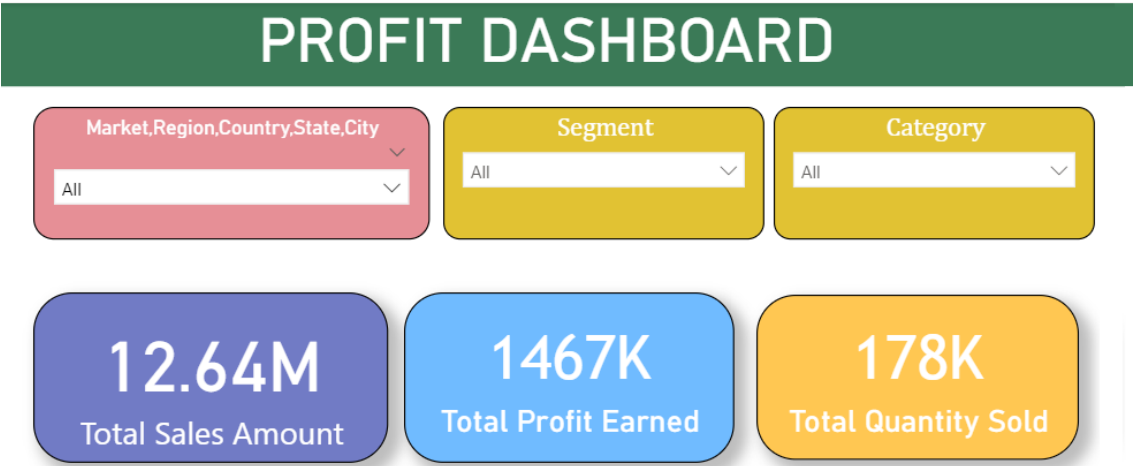 PROFIT DASHBOARD
Market,Region,Country,State,City
All
Segment
All
Category
All
12.64M
Total Sales Amount
1467K
Total Profit Earned
178K
Total Quantity Sold